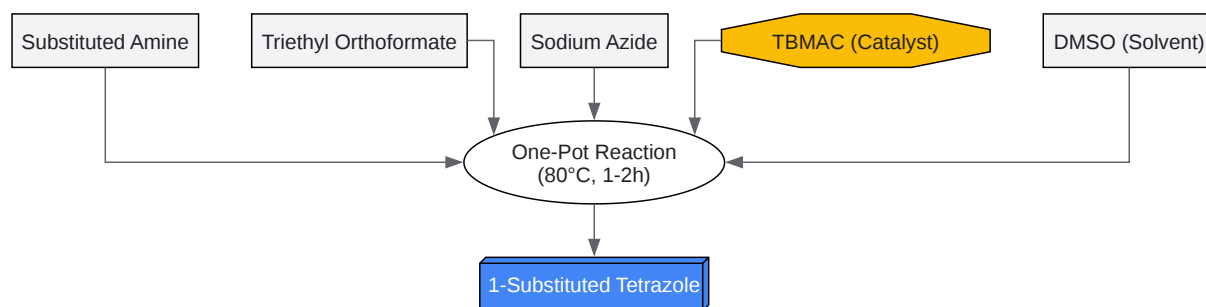 Substituted Amine
Triethyl Orthoformate
Sodium Azide
TBMAC (Catalyst)
DMSO (Solvent)
One-Pot Reaction
(80°C, 1-2h)
1-Substituted Tetrazole